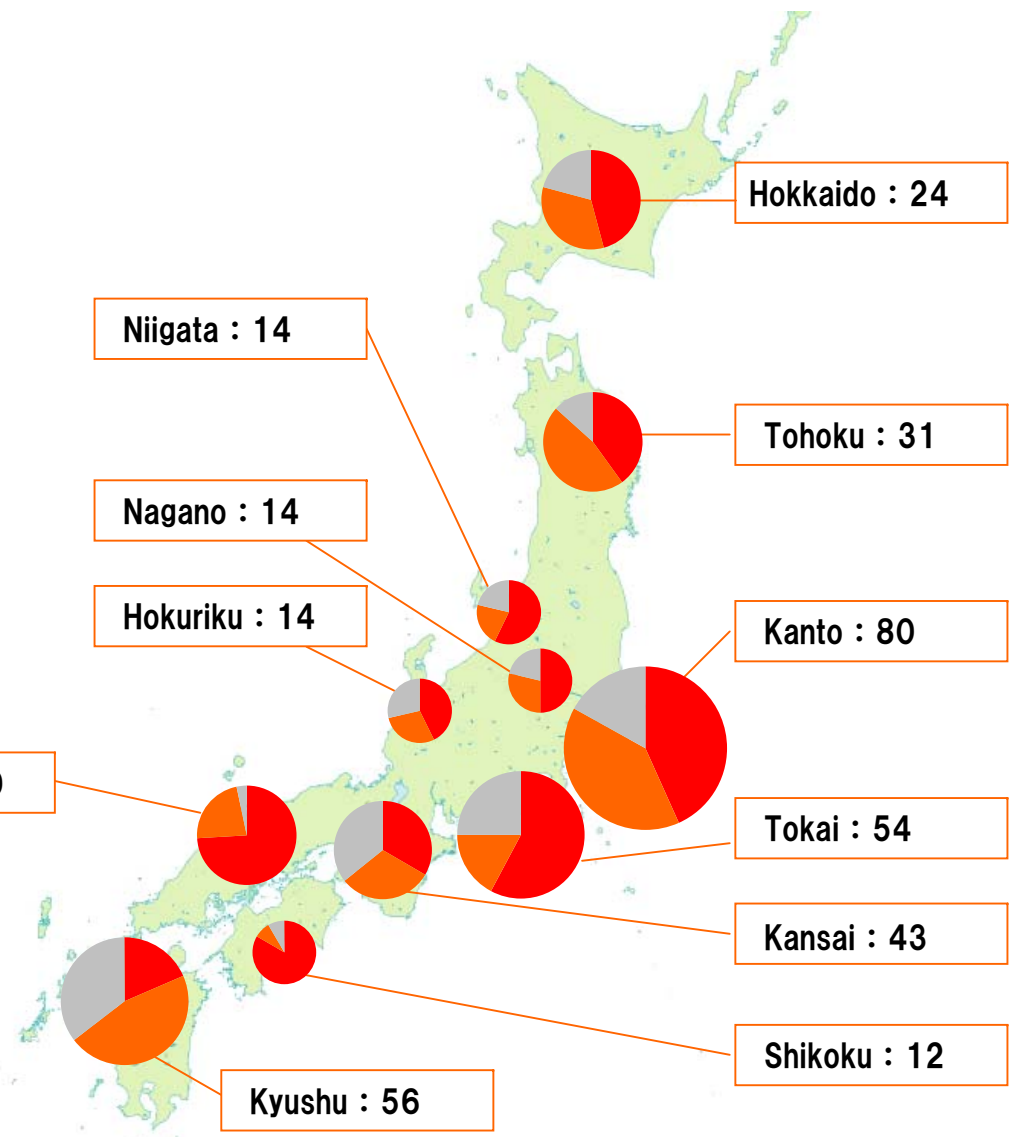 Hokkaido：24
Niigata：14
Tohoku：31
Nagano：14
Hokuriku：14
Kanto：80
Tokai：54
Kansai：43
Shikoku：12
Kyushu：56